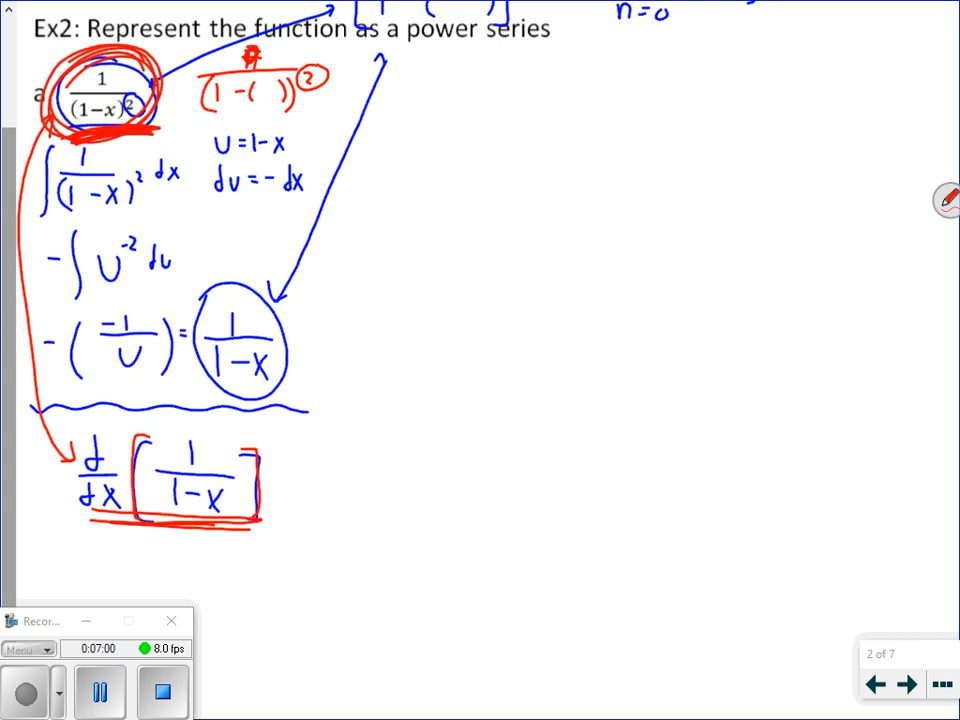 n=0
Ex2: Represent the function as a power series
a 1/(1−x)²
/(1 −( ))²
∫ 1/(1−x)² dx
u = 1−x
du = − dx
− ∫ u⁻² du
− (−1/u) = 1/(1−x)
d/dx [1/(1−x)]
Recor...
Menu
0:07:00
8.0 fps
2 of 7